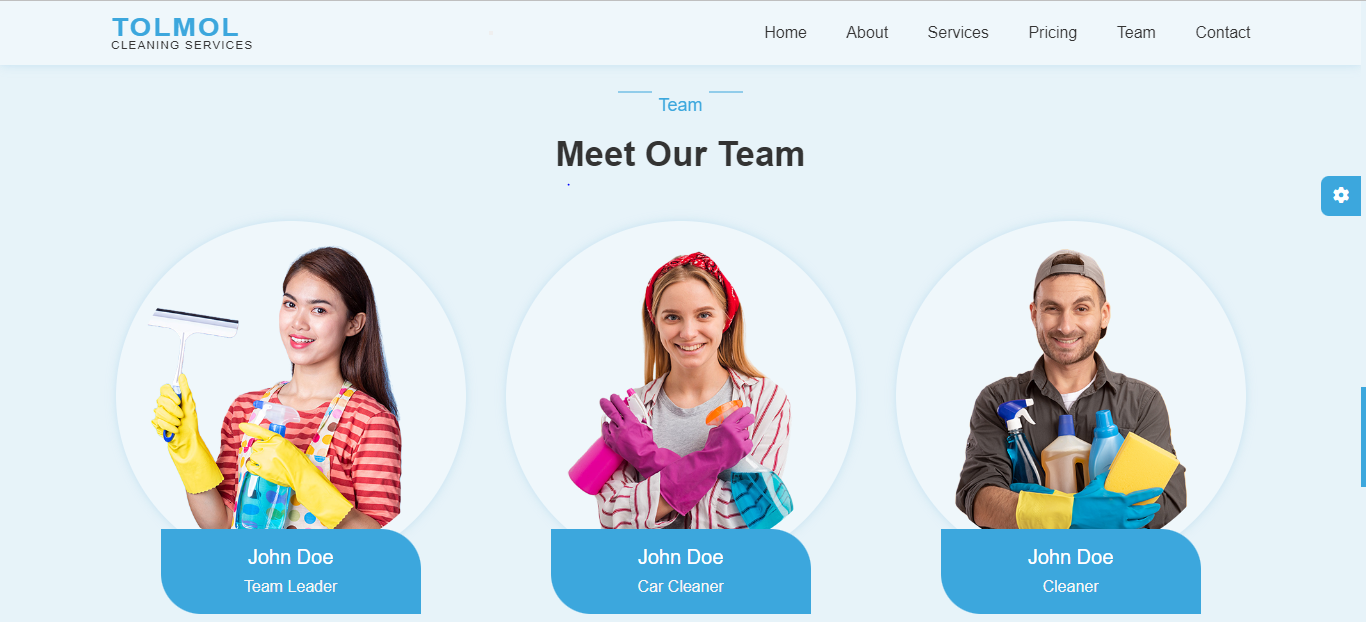 TOLMOL
CLEANING SERVICES
Home About Services Pricing Team Contact
Team
Meet Our Team
John Doe
Team Leader
John Doe
Car Cleaner
John Doe
Cleaner